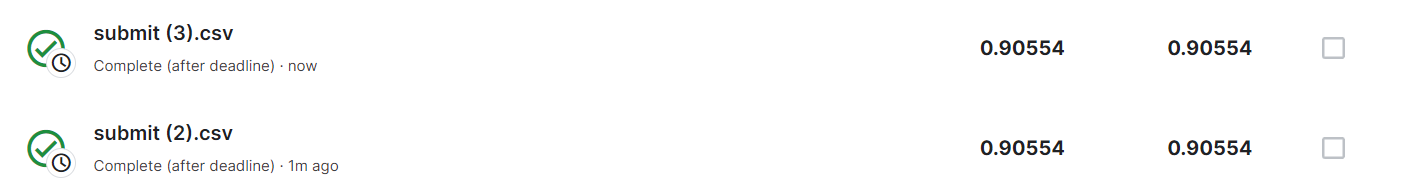 submit (3).csv
Complete (after deadline) · now
0.90554 0.90554
submit (2).csv
Complete (after deadline) · 1m ago
0.90554 0.90554